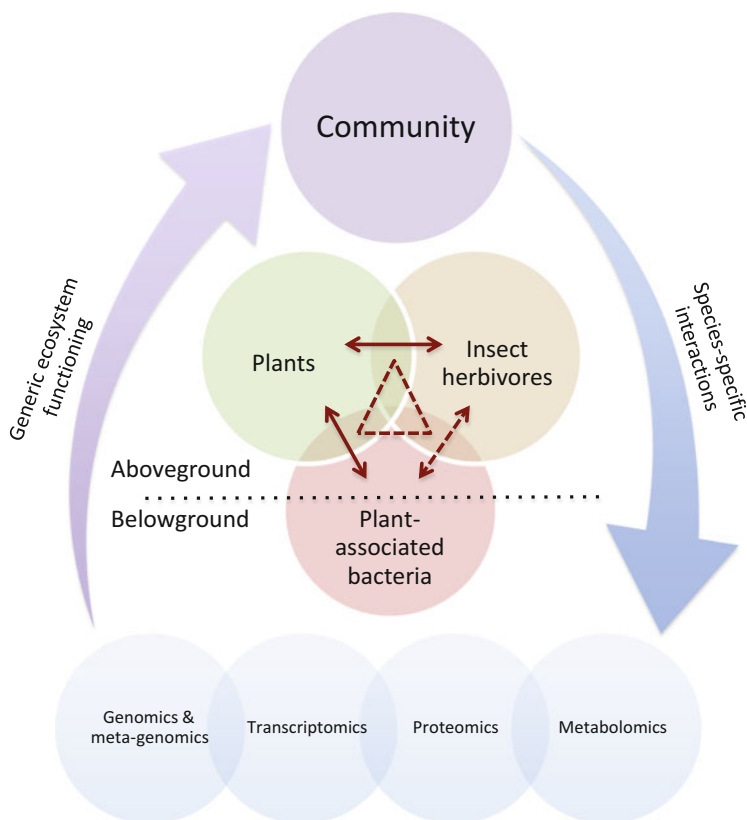 Community
Generic ecosystem
functioning
Species-specific
interactions
Plants
Insect
herbivores
Aboveground
Belowground
Plant-
associated
bacteria
Genomics &
meta-genomics
Transcriptomics
Proteomics
Metabolomics